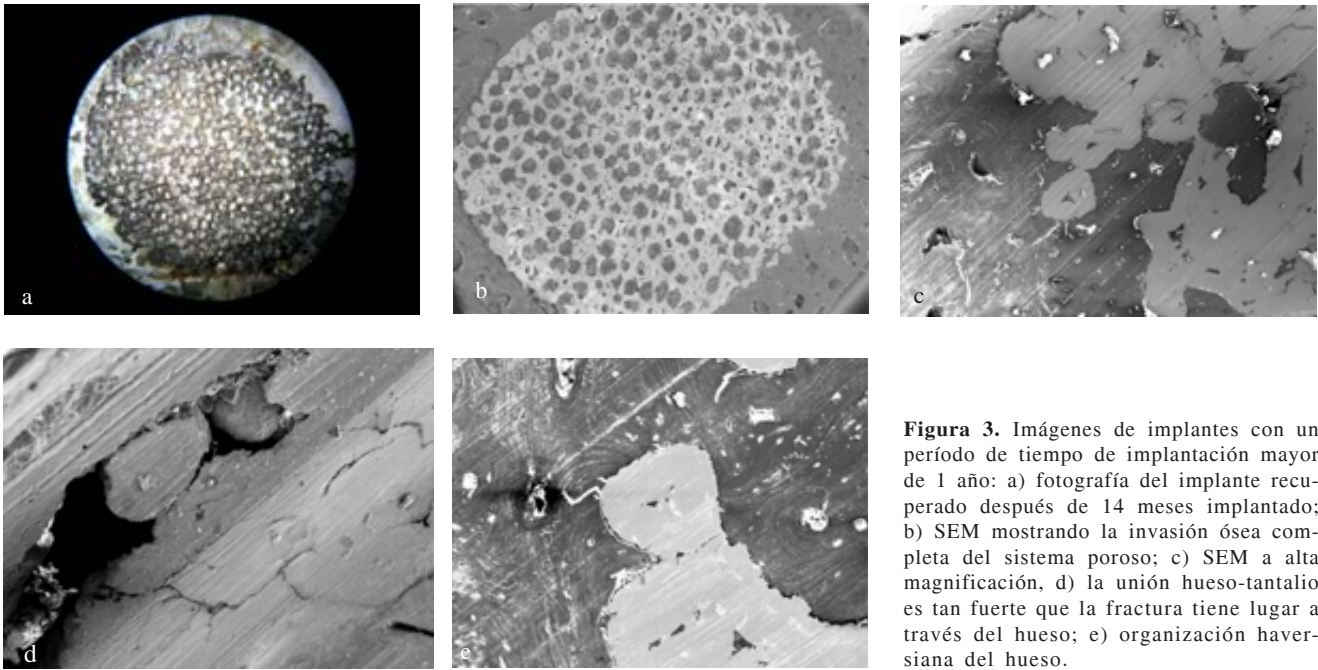 a
b
c
d
e
Figura 3. Imágenes de implantes con un
período de tiempo de implantación mayor
de 1 año: a) fotografía del implante recu-
perado después de 14 meses implantado;
b) SEM mostrando la invasión ósea com-
pleta del sistema poroso; c) SEM a alta
magnificación, d) la unión hueso-tantalio
es tan fuerte que la fractura tiene lugar a
través del hueso; e) organización haver-
siana del hueso.